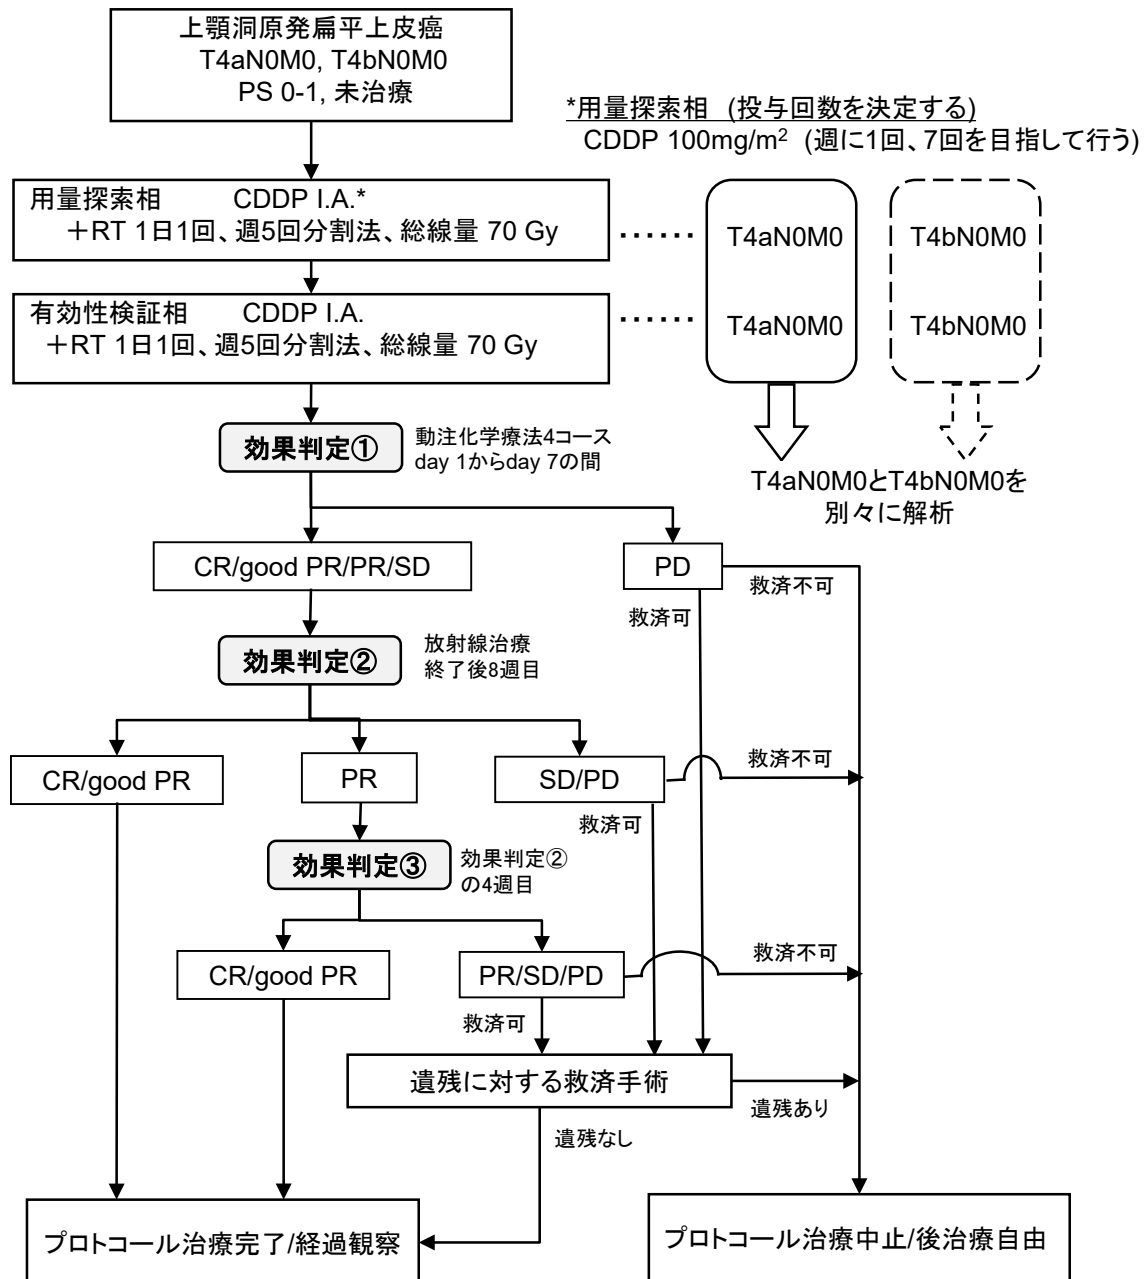 上顎洞原発扁平上皮癌
T4aN0M0, T4bN0M0
PS 0-1, 未治療
*用量探索相 (投与回数を決定する)
CDDP 100mg/m² (週に1回、7回を目指して行う)
用量探索相 CDDP I.A.*
＋RT 1日1回、週5回分割法、総線量 70 Gy
……
T4aN0M0
T4bN0M0
有効性検証相 CDDP I.A.
＋RT 1日1回、週5回分割法、総線量 70 Gy
……
T4aN0M0
T4bN0M0
効果判定①
動注化学療法4コース
day 1からday 7の間
T4aN0M0とT4bN0M0を
別々に解析
CR/good PR/PR/SD
PD
救済不可
救済可
効果判定②
放射線治療
終了後8週目
CR/good PR
PR
SD/PD
救済不可
救済可
効果判定③
効果判定②
の4週目
CR/good PR
PR/SD/PD
救済不可
救済可
遺残に対する救済手術
遺残あり
遺残なし
プロトコール治療完了/経過観察
プロトコール治療中止/後治療自由